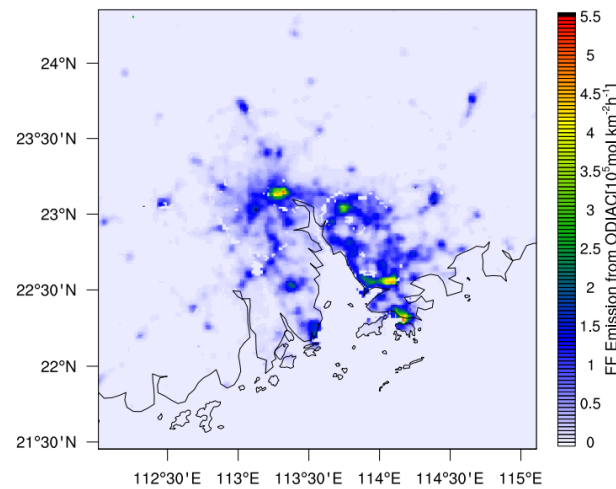 24°N
23°30'N
23°N
22°30'N
22°N
21°30'N
112°30'E 113°E 113°30'E 114°E 114°30'E 115°E
5.5
5
4.5
4
3.5
3
2.5
2
1.5
1
0.5
0
FF Emission from ODIAC[10⁵mol km⁻²h⁻¹]